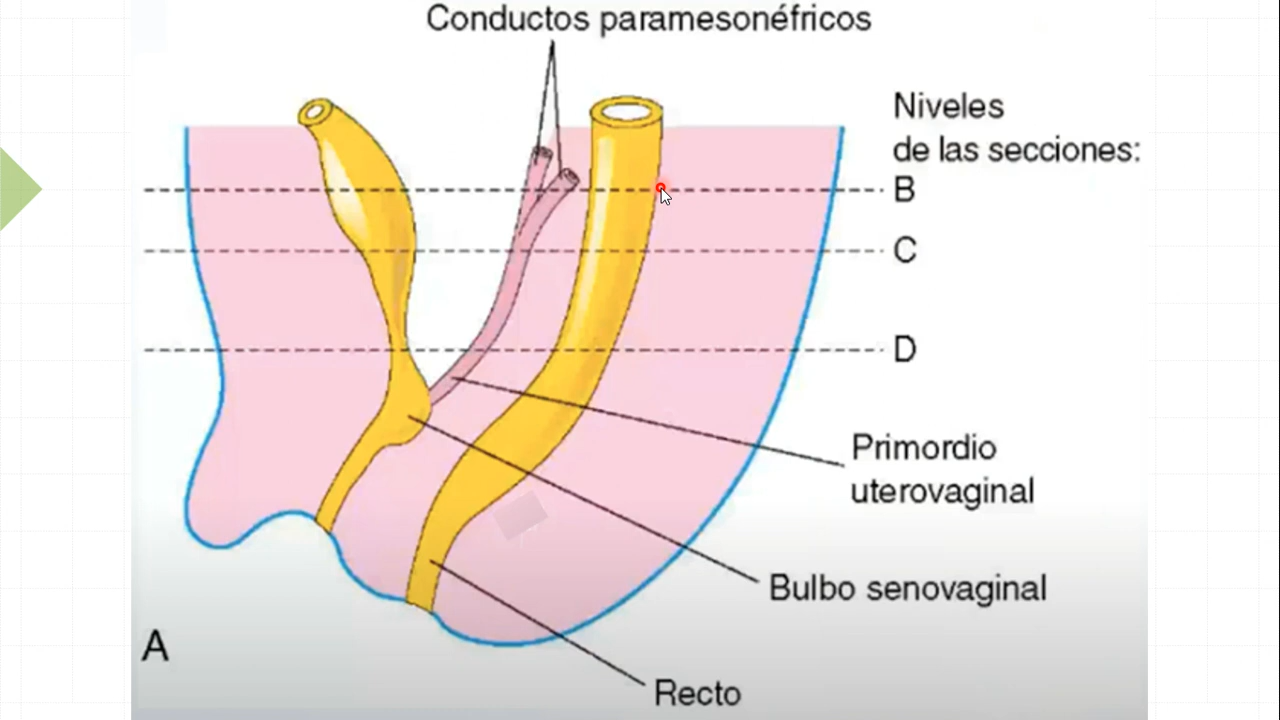 Conductos paramesonéfricos
Niveles
de las secciones:
B
C
D
Primordio
uterovaginal
Bulbo senovaginal
Recto
A